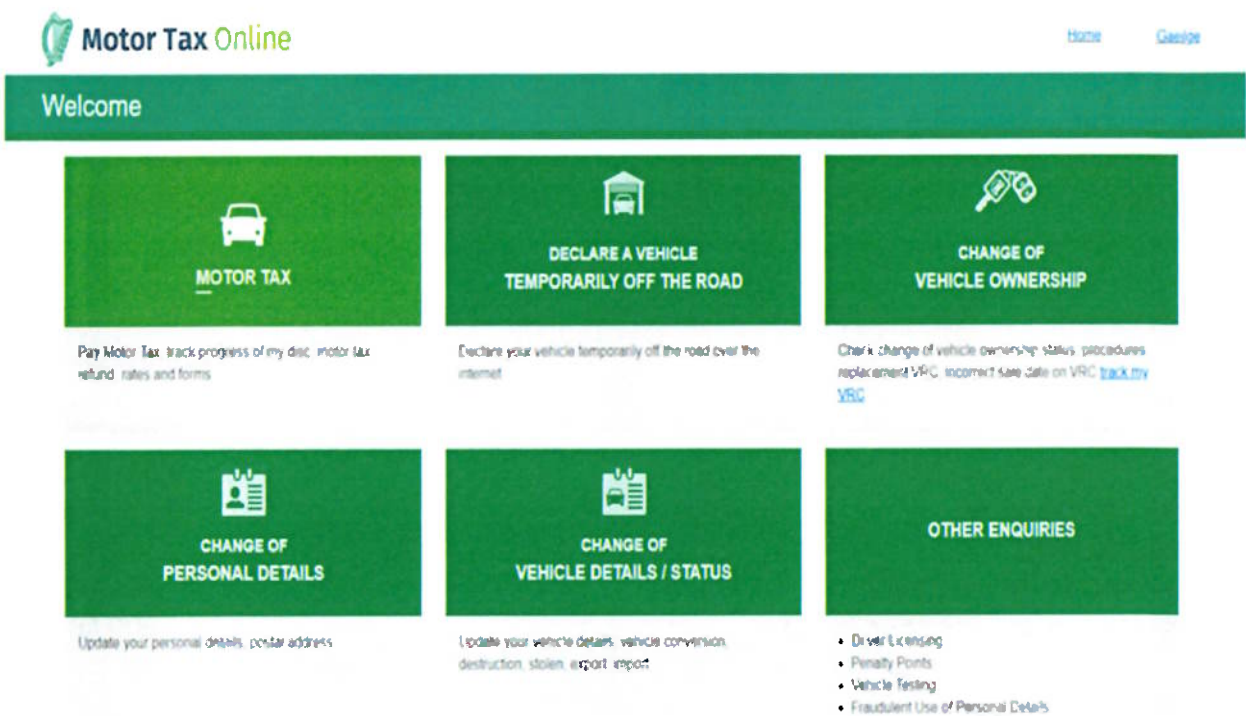 Motor Tax Online
Home
Gaeilge
Welcome
MOTOR TAX
Pay Motor Tax, track progress of my disc, motor tax
refund, rates and forms
DECLARE A VEHICLE
TEMPORARILY OFF THE ROAD
Declare your vehicle temporarily off the road over the
internet
CHANGE OF
VEHICLE OWNERSHIP
Check change of vehicle ownership status, procedures,
replacement VRC, incorrect sale date on VRC track my
VRC
CHANGE OF
PERSONAL DETAILS
Update your personal details, postal address
CHANGE OF
VEHICLE DETAILS / STATUS
Update your vehicle details, vehicle conversion,
destruction, stolen, export, import
OTHER ENQUIRIES
• Driver Licensing
• Penalty Points
• Vehicle Testing
• Fraudulent Use of Personal Details